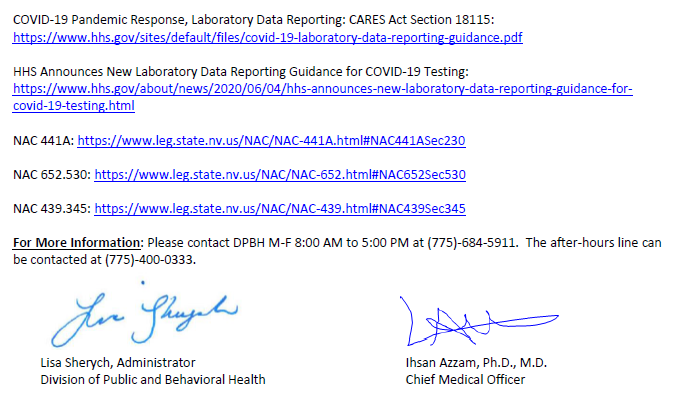 COVID-19 Pandemic Response, Laboratory Data Reporting: CARES Act Section 18115:
https://www.hhs.gov/sites/default/files/covid-19-laboratory-data-reporting-guidance.pdf
HHS Announces New Laboratory Data Reporting Guidance for COVID-19 Testing:
https://www.hhs.gov/about/news/2020/06/04/hhs-announces-new-laboratory-data-reporting-guidance-for-
covid-19-testing.html
NAC 441A: https://www.leg.state.nv.us/NAC/NAC-441A.html#NAC441ASec230
NAC 652.530: https://www.leg.state.nv.us/NAC/NAC-652.html#NAC652Sec530
NAC 439.345: https://www.leg.state.nv.us/NAC/NAC-439.html#NAC439Sec345
For More Information: Please contact DPBH M-F 8:00 AM to 5:00 PM at (775)-684-5911.  The after-hours line can
be contacted at (775)-400-0333.
Lisa Sherych
Lisa Sherych, Administrator
Division of Public and Behavioral Health
Ihsan Azzam, Ph.D., M.D.
Chief Medical Officer